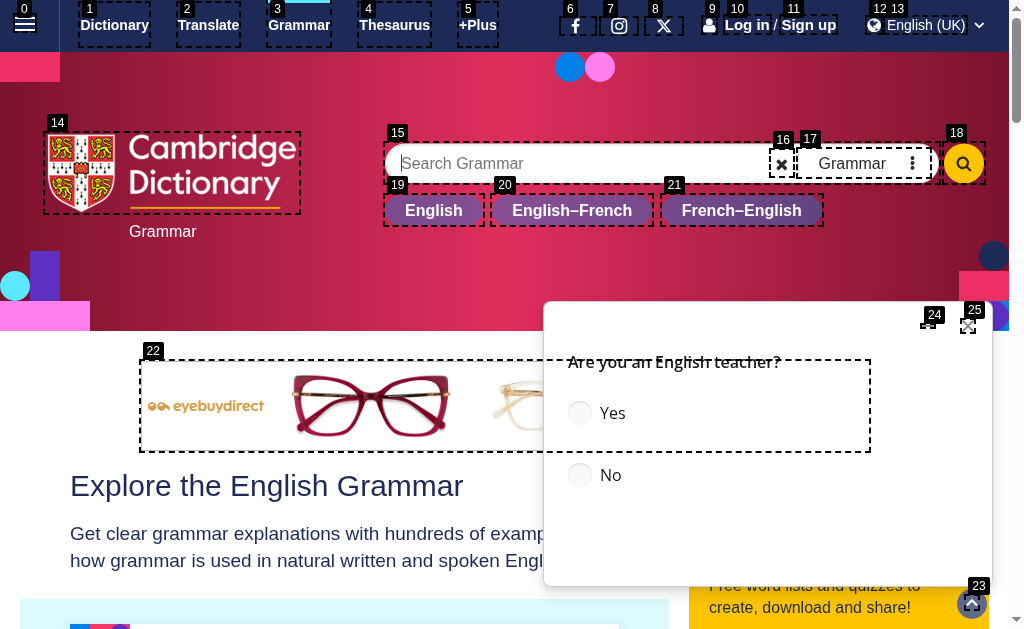 0 1 2 3 4 5 6 7 8 9 10 11 12 13
Dictionary Translate Grammar Thesaurus +Plus Log in / Sign up English (UK)
14
Cambridge
Dictionary
Grammar
15 16 17 18
Search Grammar Grammar
19 20 21
English English–French French–English
22
eyebuydirect
24 25
Are you an English teacher?
Yes
No
Explore the English Grammar
Get clear grammar explanations with hundreds of
how grammar is used in natural written and spoken
23
Free word lists and quizzes to
create, download and share!